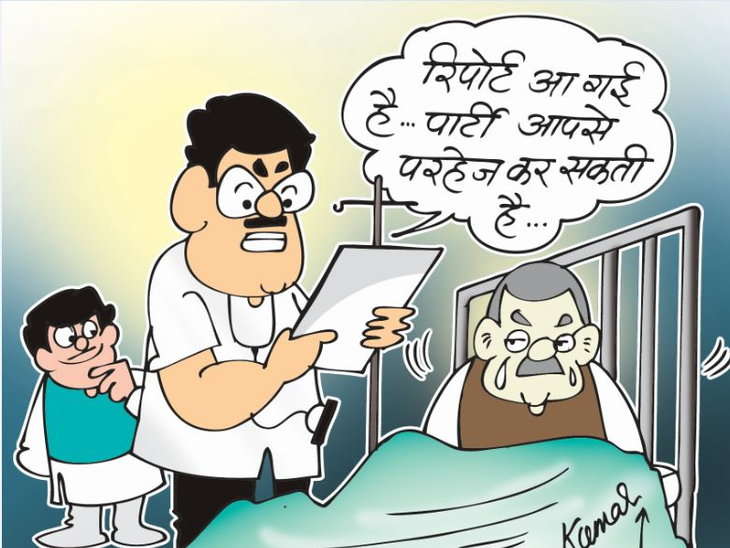 रिपोर्ट आ गई
है... पार्टी आपसे
परहेज कर सकती
है...
Kamal